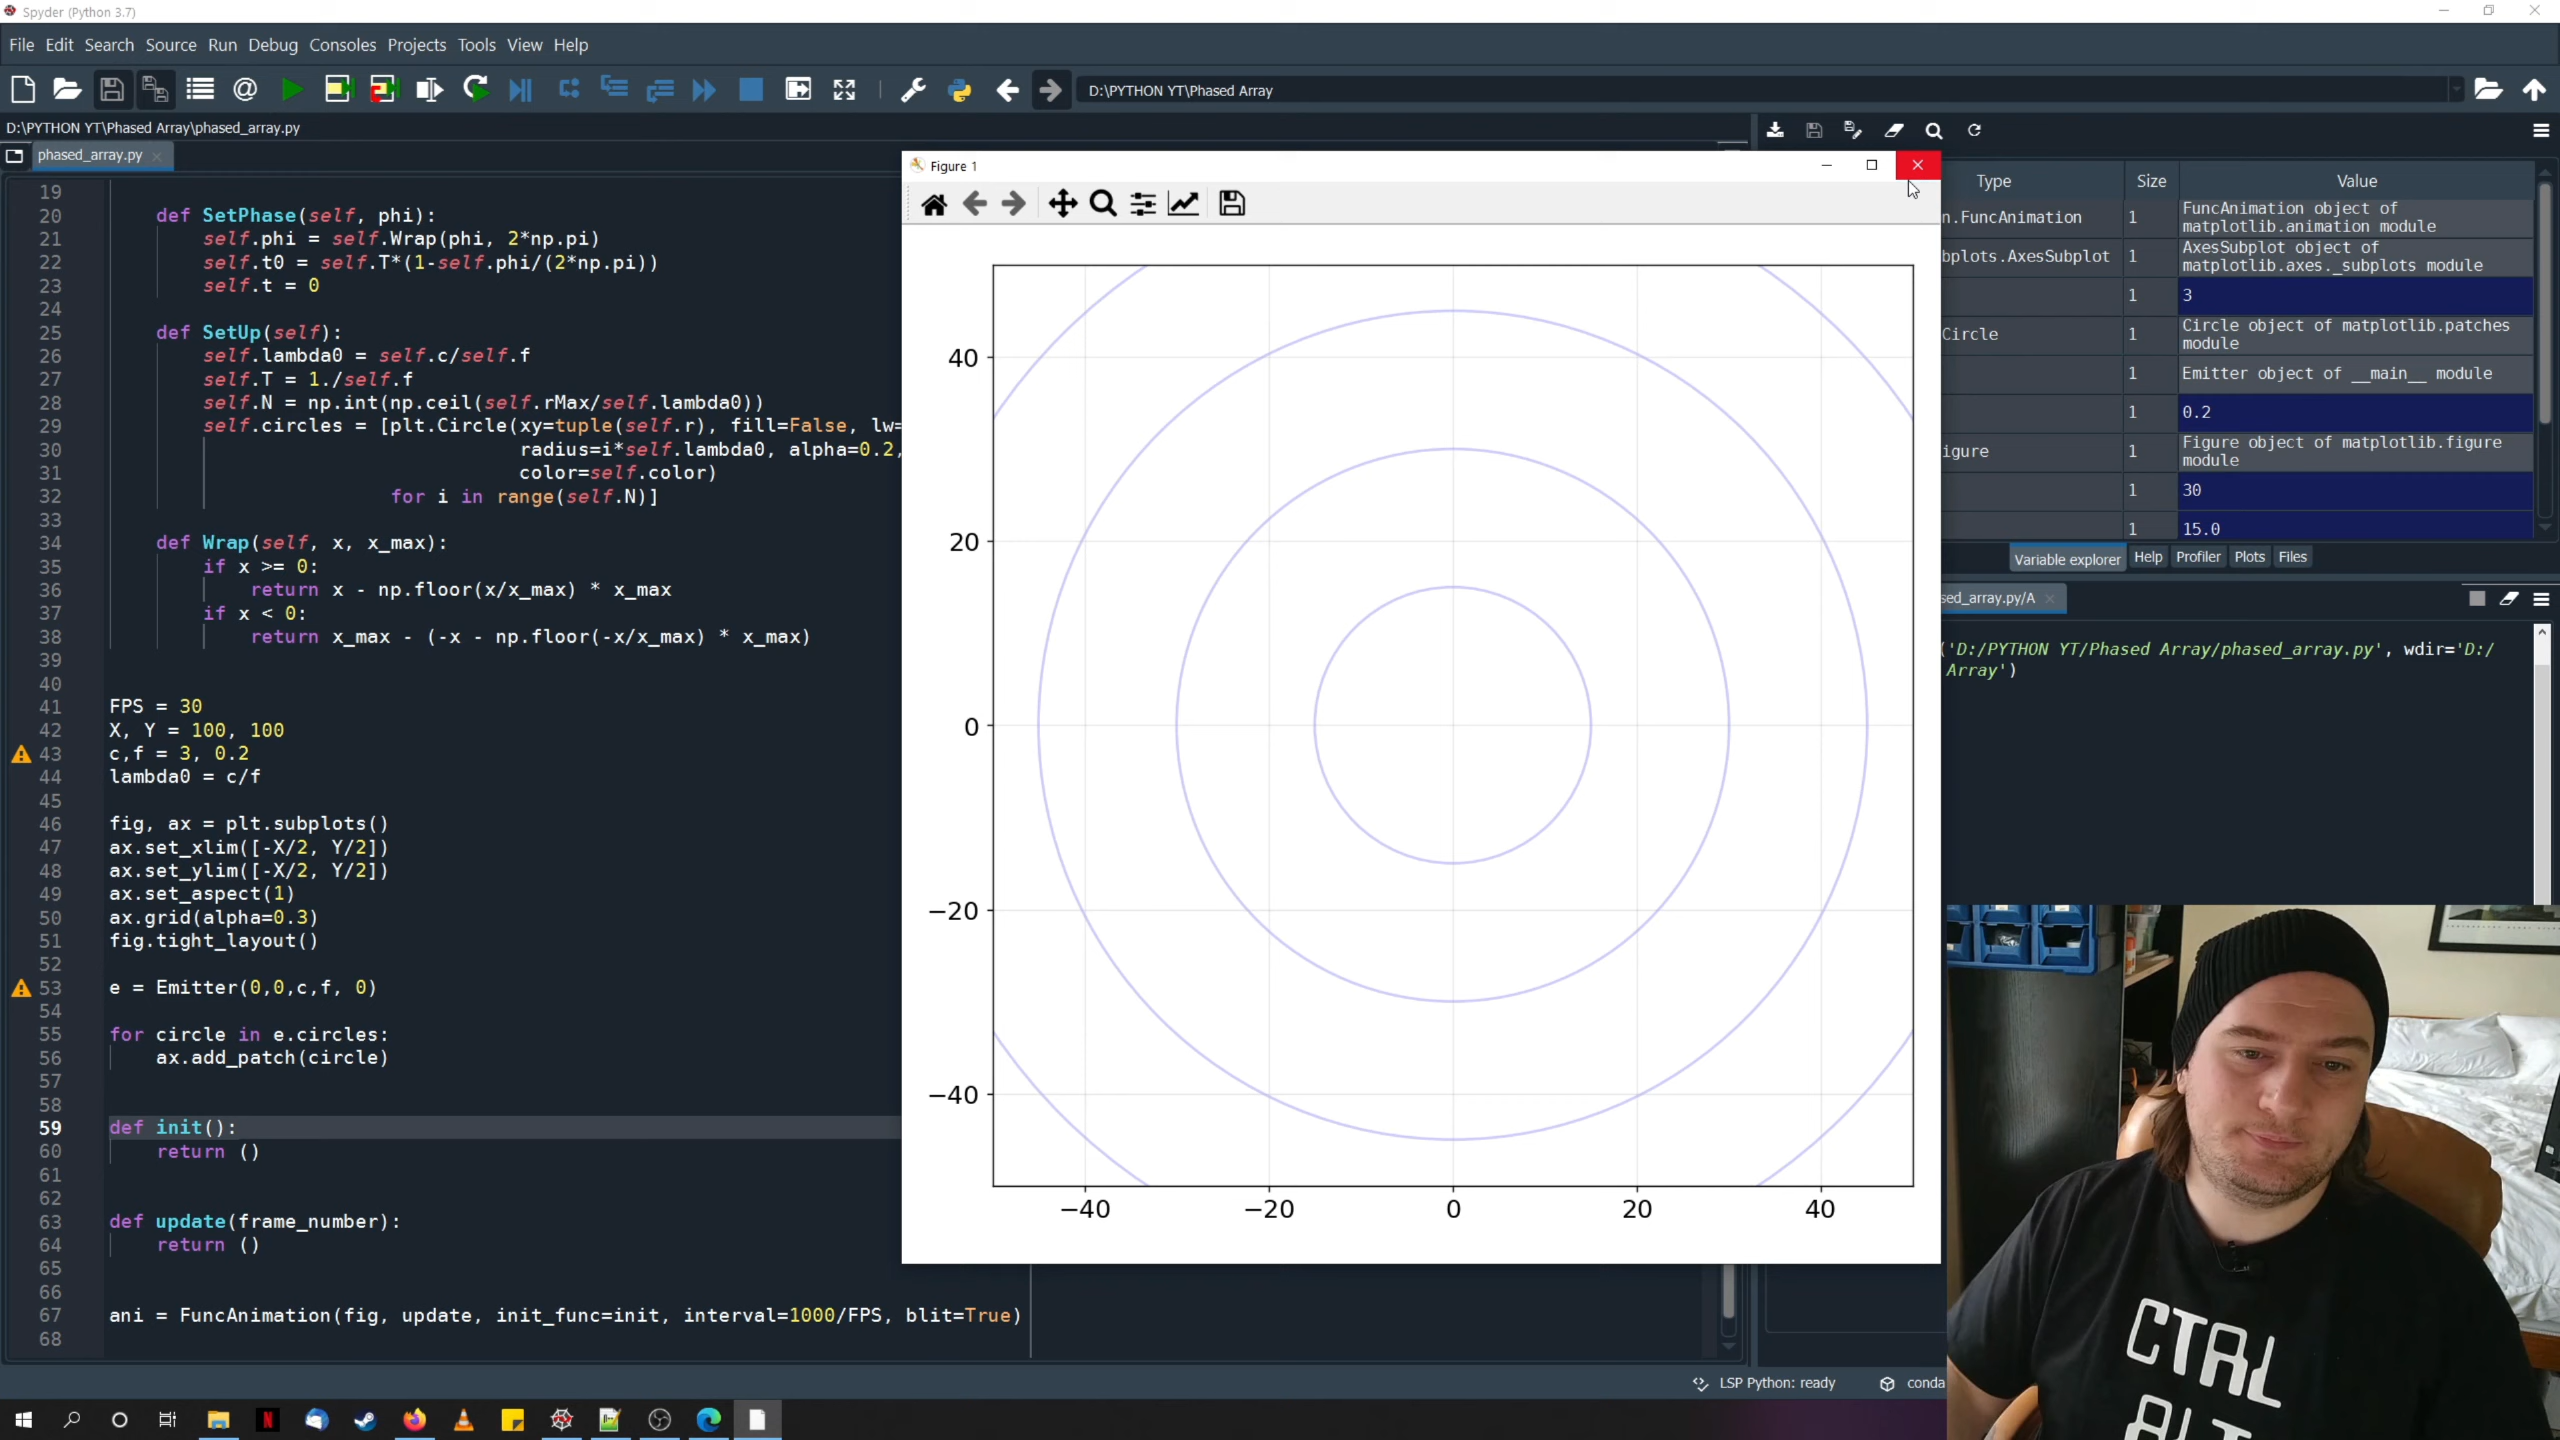 Spyder (Python 3.7)
File Edit Search Source Run Debug Consoles Projects Tools View Help
D:\PYTHON YT\Phased Array
D:\PYTHON YT\Phased Array\phased_array.py
phased_array.py
19
20 def SetPhase(self, phi):
21 self.phi = self.Wrap(phi, 2*np.pi)
22 self.t0 = self.T*(1-self.phi/(2*np.pi))
23 self.t = 0
24
25 def SetUp(self):
26 self.lambda0 = self.c/self.f
27 self.T = 1./self.f
28 self.N = np.int(np.ceil(self.rMax/self.lambda0))
29 self.circles = [plt.Circle(xy=tuple(self.r), fill=False, lw=
30 radius=i*self.lambda0, alpha=0.2,
31 color=self.color)
32 for i in range(self.N)]
33
34 def Wrap(self, x, x_max):
35 if x >= 0:
36 return x - np.floor(x/x_max) * x_max
37 if x < 0:
38 return x_max - (-x - np.floor(-x/x_max) * x_max)
39
40
41 FPS = 30
42 X, Y = 100, 100
43 c,f = 3, 0.2
44 lambda0 = c/f
45
46 fig, ax = plt.subplots()
47 ax.set_xlim([-X/2, Y/2])
48 ax.set_ylim([-X/2, Y/2])
49 ax.set_aspect(1)
50 ax.grid(alpha=0.3)
51 fig.tight_layout()
52
53 e = Emitter(0,0,c,f, 0)
54
55 for circle in e.circles:
56 ax.add_patch(circle)
57
58
59 def init():
60 return ()
61
62
63 def update(frame_number):
64 return ()
65
66
67 ani = FuncAnimation(fig, update, init_func=init, interval=1000/FPS, blit=True)
68
Figure 1
40
20
0
−20
−40
−40 −20 0 20 40
Type Size Value
n.FuncAnimation 1 FuncAnimation object of
matplotlib.animation module
bplots.AxesSubplot 1 AxesSubplot object of
matplotlib.axes._subplots module
1 3
Circle 1 Circle object of matplotlib.patches
module
1 Emitter object of __main__ module
1 0.2
igure 1 Figure object of matplotlib.figure
module
1 30
1 15.0
Variable explorer Help Profiler Plots Files
sed_array.py/A
('D:/PYTHON YT/Phased Array/phased_array.py', wdir='D:/
Array')
LSP Python: ready
conda
CTRL
ALT